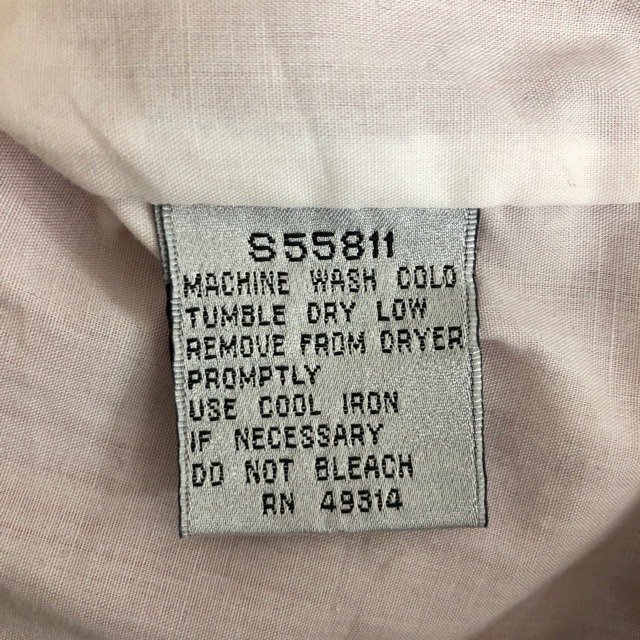 S55811
MACHINE WASH COLD
TUMBLE DRY LOW
REMOVE FROM DRYER
PROMPTLY
USE COOL IRON
IF NECESSARY
DO NOT BLEACH
RN 49314